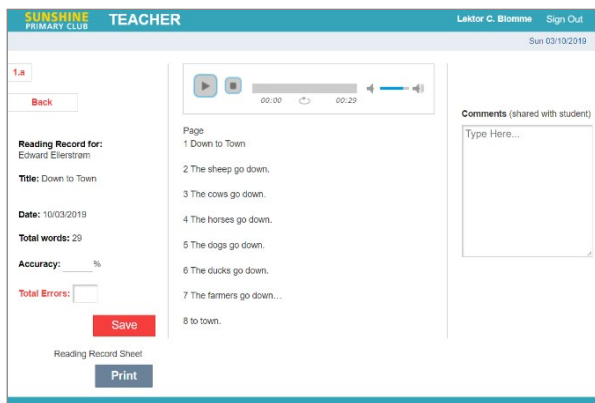 SUNSHINE
PRIMARY CLUB
TEACHER
Lektor C. Blomme Sign Out
Sun 03/10/2019
1.a
Back
Reading Record for:
Edward Ellerstrøm
Title: Down to Town
Date: 10/03/2019
Total words: 29
Accuracy: ____%
Total Errors:
Save
Reading Record Sheet
Print
00:00 00:29
Page
1 Down to Town
2 The sheep go down.
3 The cows go down.
4 The horses go down.
5 The dogs go down.
6 The ducks go down.
7 The farmers go down…
8 to town.
Comments (shared with student)
Type Here...